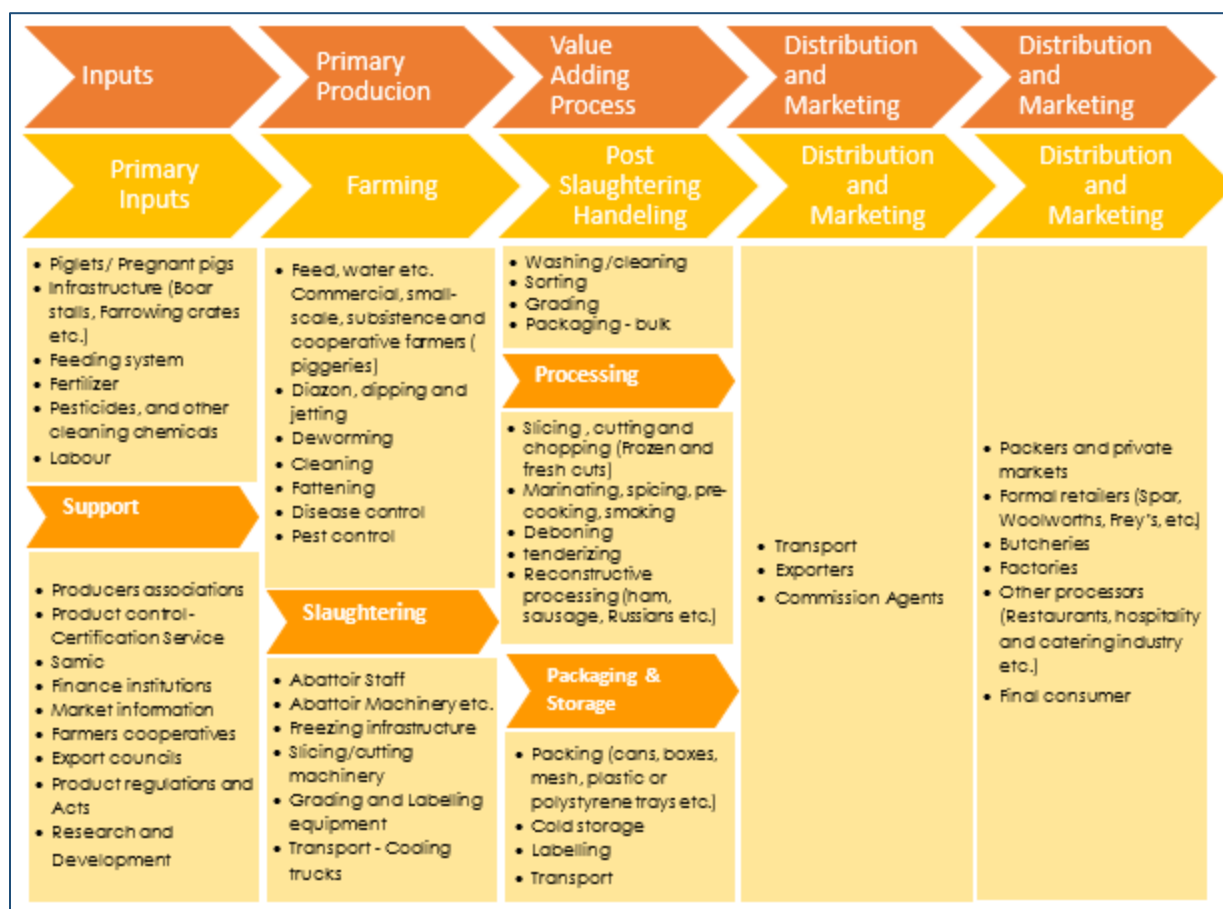 Inputs
Primary
Producion
Value
Adding
Process
Distribution
and
Marketing
Distribution
and
Marketing
Primary
Inputs
Farming
Post
Slaughtering
Handeling
Distribution
and
Marketing
Distribution
and
Marketing
• Piglets/ Pregnant pigs
• Infrastructure (Boar
stalls, Farrowing crates
etc.)
• Feeding system
• Fertilizer
• Pesticides, and other
cleaning chemicals
• Labour
Support
• Producers associations
• Product control-
Certification Service
• Samic
• Finance institutions
• Market information
• Farmers cooperatives
• Export councils
• Product regulations and
Acts
• Research and
Development
• Feed, water etc.
Commercial, small-
scale, subsistence and
cooperative farmers (
piggeries)
• Diazon, dipping and
jetting
• Deworming
• Cleaning
• Fattening
• Disease control
• Pest control
Slaughtering
• Abattoir Staff
• Abattoir Machinery etc.
• Freezing infrastructure
• Slicing/cutting
machinery
• Grading and Labelling
equipment
• Transport - Cooling
trucks
• Washing/cleaning
• Sorting
• Grading
• Packaging - bulk
Processing
• Slicing , cutting and
chopping (Frozen and
fresh cuts)
• Marinating, spicing, pre-
cooking, smoking
• Deboning
• tenderizing
• Reconstructive
processing (ham,
sausage, Russians etc.)
Packaging &
Storage
• Packing (cans, boxes,
mesh, plastic or
polystyrene trays etc.)
• Cold storage
• Labelling
• Transport
• Transport
• Exporters
• Commission Agents
• Packers and private
markets
• Formal retailers (Spar,
Woolworths, Frey"s, etc.)
• Butcheries
• Factories
• Other processors
(Restaurants, hospitality
and catering industry
etc.)
• Final consumer